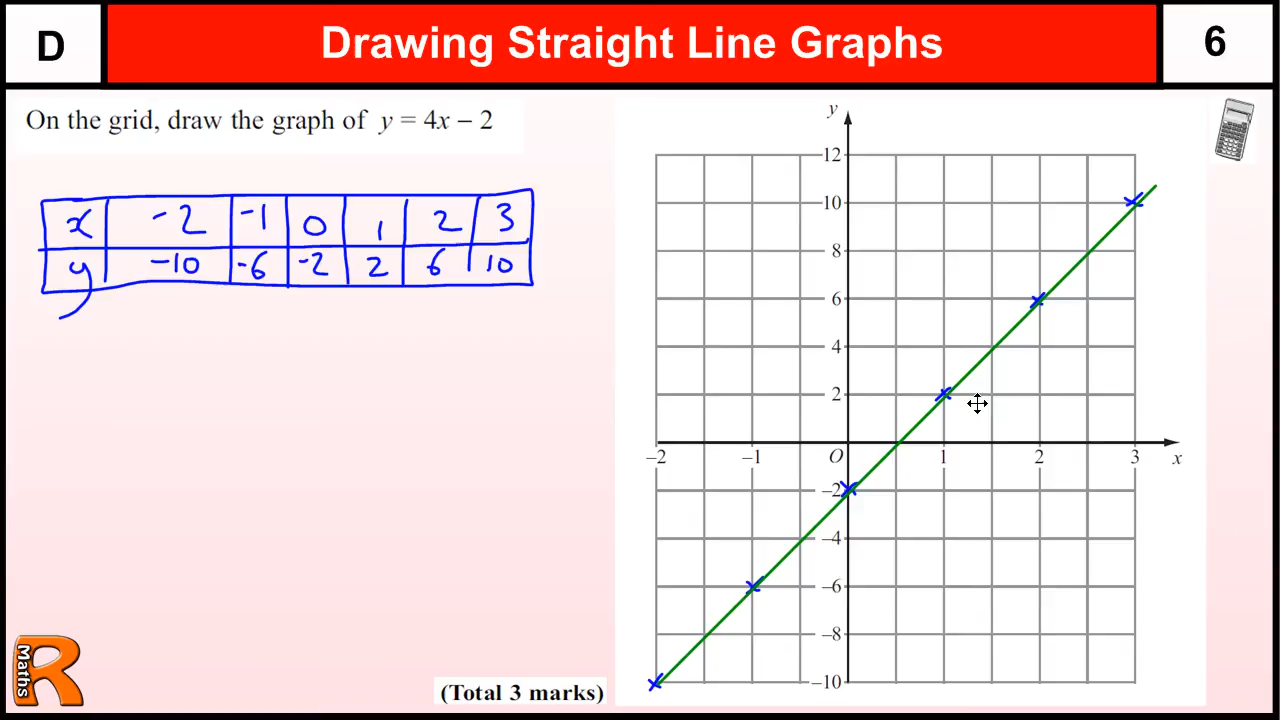 D
Drawing Straight Line Graphs
6
On the grid, draw the graph of y = 4x – 2
x -2 -1 0 1 2 3
y -10 -6 -2 2 6 10
y
12
10
8
6
4
2
–2 –1 O 1 2 3 x
–2
–4
–6
–8
–10
R Maths
(Total 3 marks)